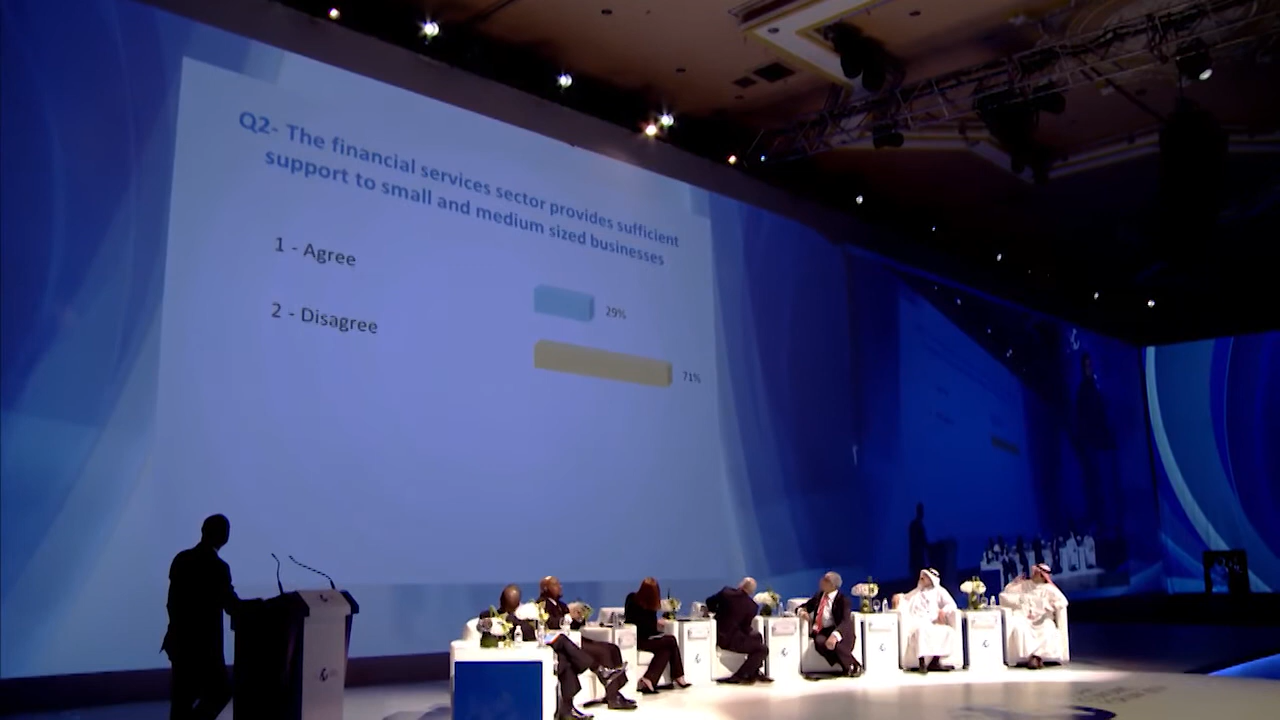 Q2- The financial services sector provides sufficient
support to small and medium sized businesses
1 - Agree
29%
2 - Disagree
71%